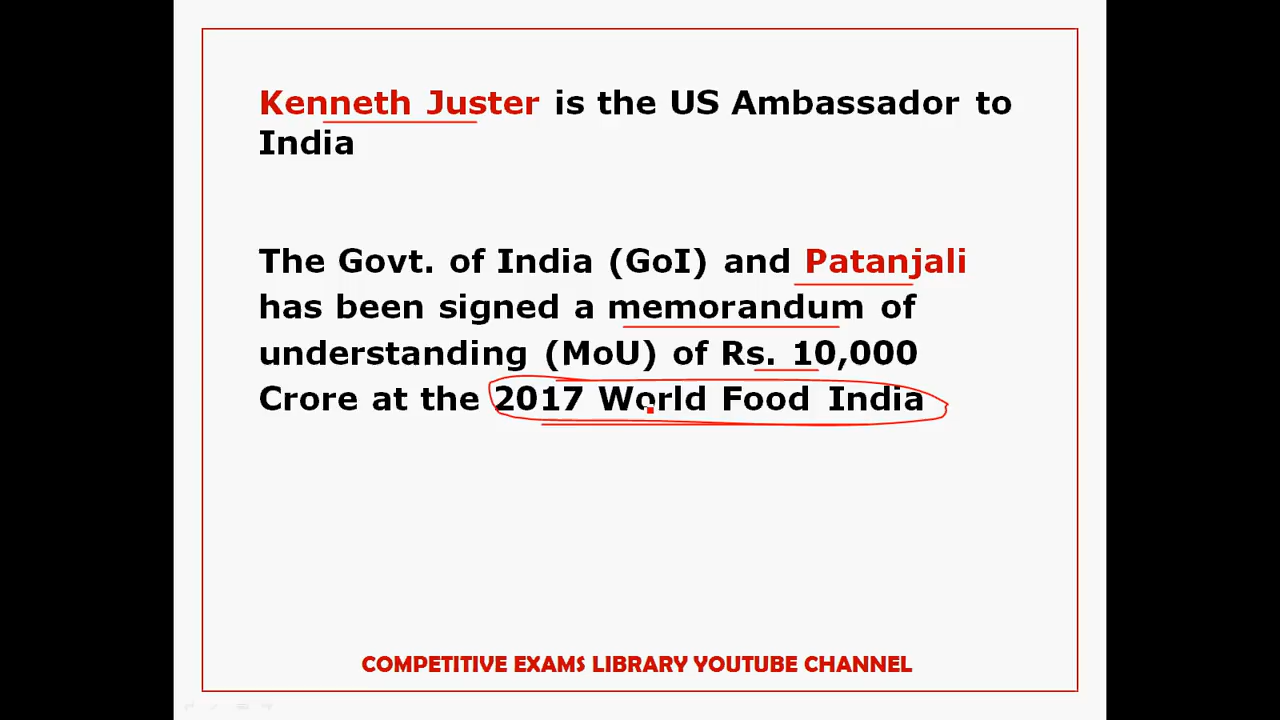 Kenneth Juster is the US Ambassador to
India
The Govt. of India (GoI) and Patanjali
has been signed a memorandum of
understanding (MoU) of Rs. 10,000
Crore at the 2017 World Food India
COMPETITIVE EXAMS LIBRARY YOUTUBE CHANNEL